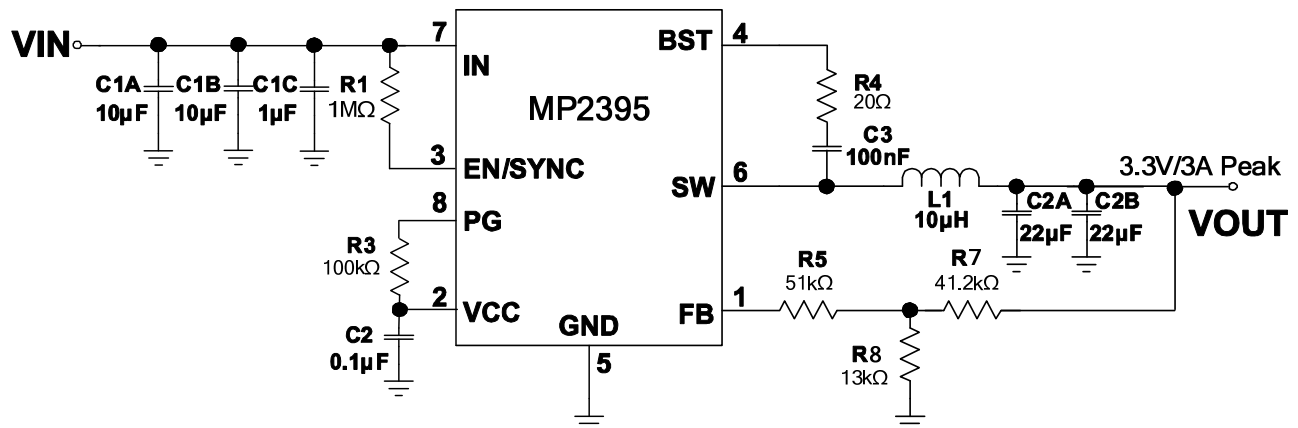 VIN
C1A
10µF
C1B
10µF
C1C
1µF
R1
1MΩ
7
IN
3
EN/SYNC
8
PG
R3
100kΩ
2
VCC
C2
0.1µF
MP2395
GND
5
BST
4
R4
20Ω
C3
100nF
SW
6
L1
10µH
C2A
22µF
C2B
22µF
3.3V/3A Peak
VOUT
FB
1
R5
51kΩ
R7
41.2kΩ
R8
13kΩ